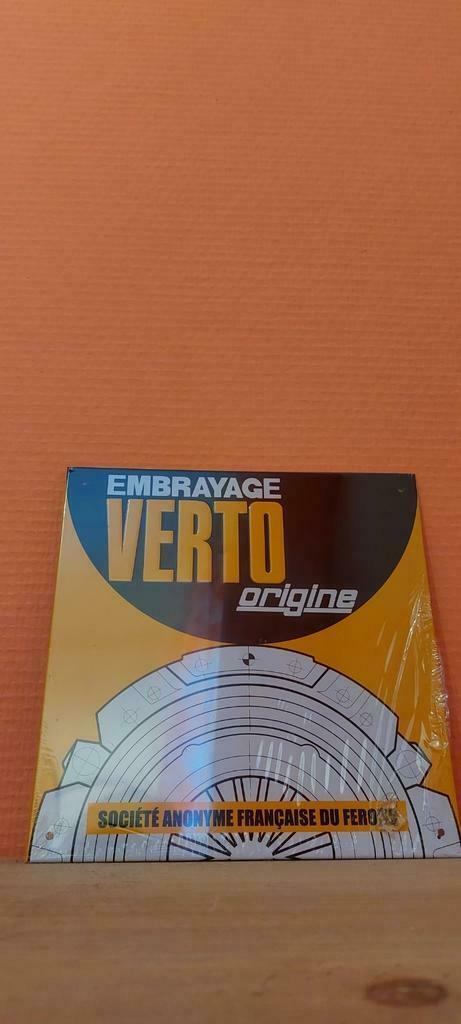 EMBRAYAGE
VERTO
origine
SOCIÉTÉ ANONYME FRANÇAISE DU FERODO